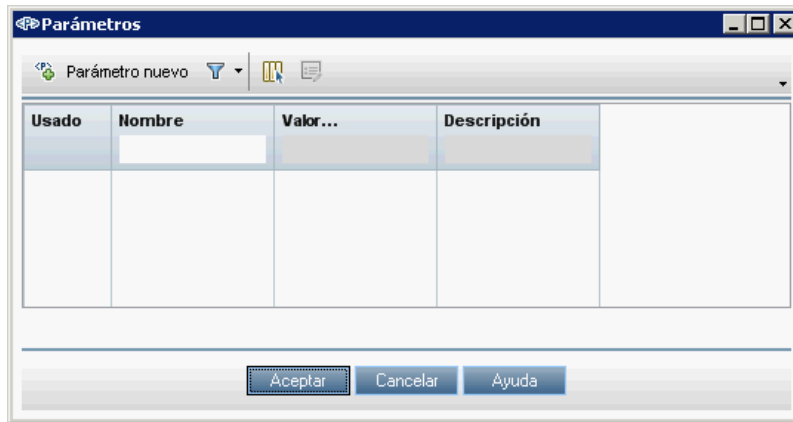 Parámetros
Parámetro nuevo
Usado Nombre Valor... Descripción
Aceptar Cancelar Ayuda